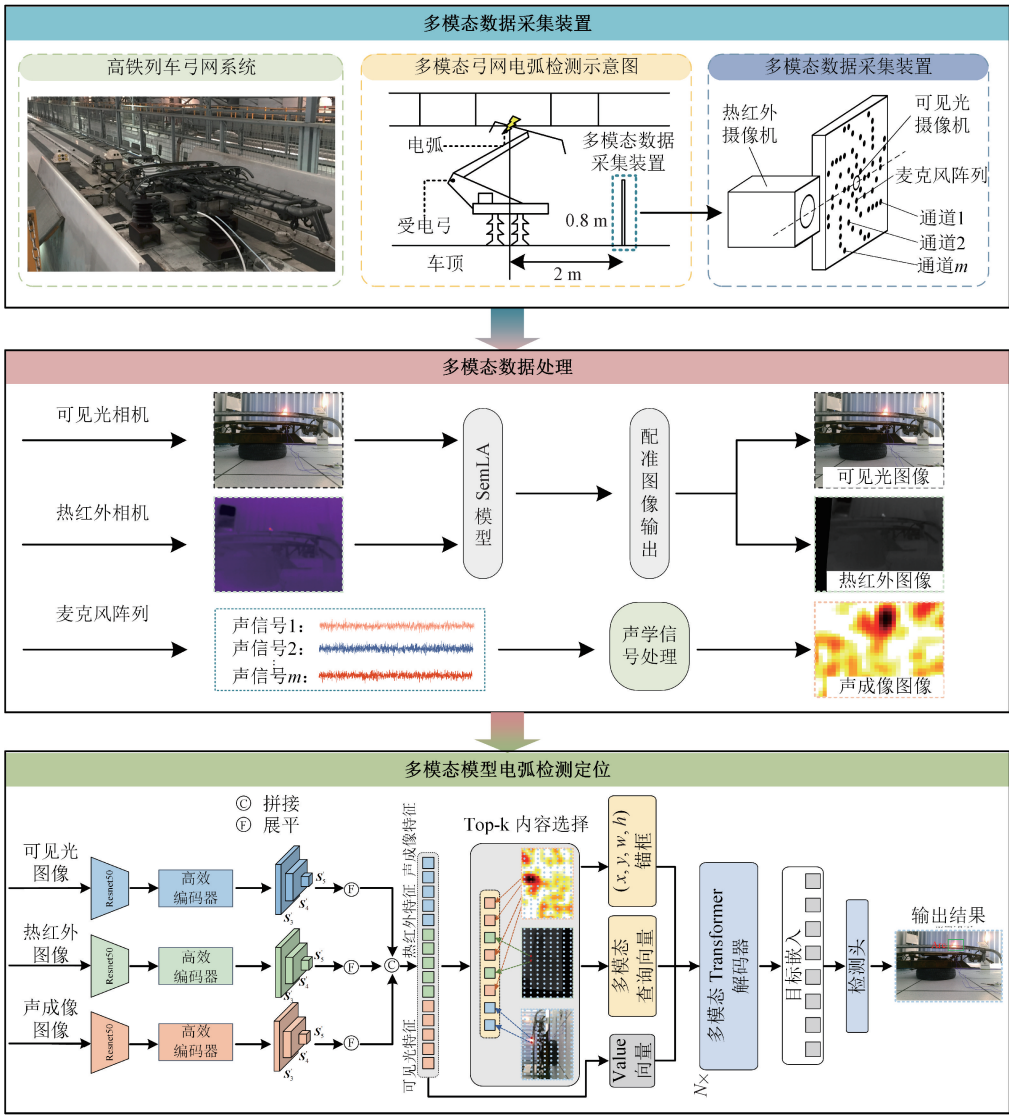 多模态数据采集装置
高铁列车弓网系统
多模态弓网电弧检测示意图
电弧
受电弓
车顶
多模态数据
采集装置
0.8 m
2 m
多模态数据采集装置
热红外
摄像机
可见光
摄像机
麦克风阵列
通道1
通道2
通道m
多模态数据处理
可见光相机
热红外相机
麦克风阵列
SemLA
模型
配准图像输出
可见光图像
热红外图像
声信号1：
声信号2：
⋮
声信号m：
声学信
号处理
声成像图像
多模态模型电弧检测定位
Ⓒ 拼接
Ⓕ 展平
可见光
图像
Resnet50
高效
编码器
S'₃
S'₄
S'₅
Ⓕ
热红外
图像
Resnet50
高效
编码器
S'₃
S'₄
S'₅
Ⓕ
声成像
图像
Resnet50
高效
编码器
S'₃
S'₄
S'₅
Ⓕ
Ⓒ
声成像特征
热红外特征
可见光特征
Top-k 内容选择
(x, y, w, h)
锚框
多模态
查询向量
Value
向量
N×
多模态 Transformer
解码器
目标嵌入
检测头
输出结果